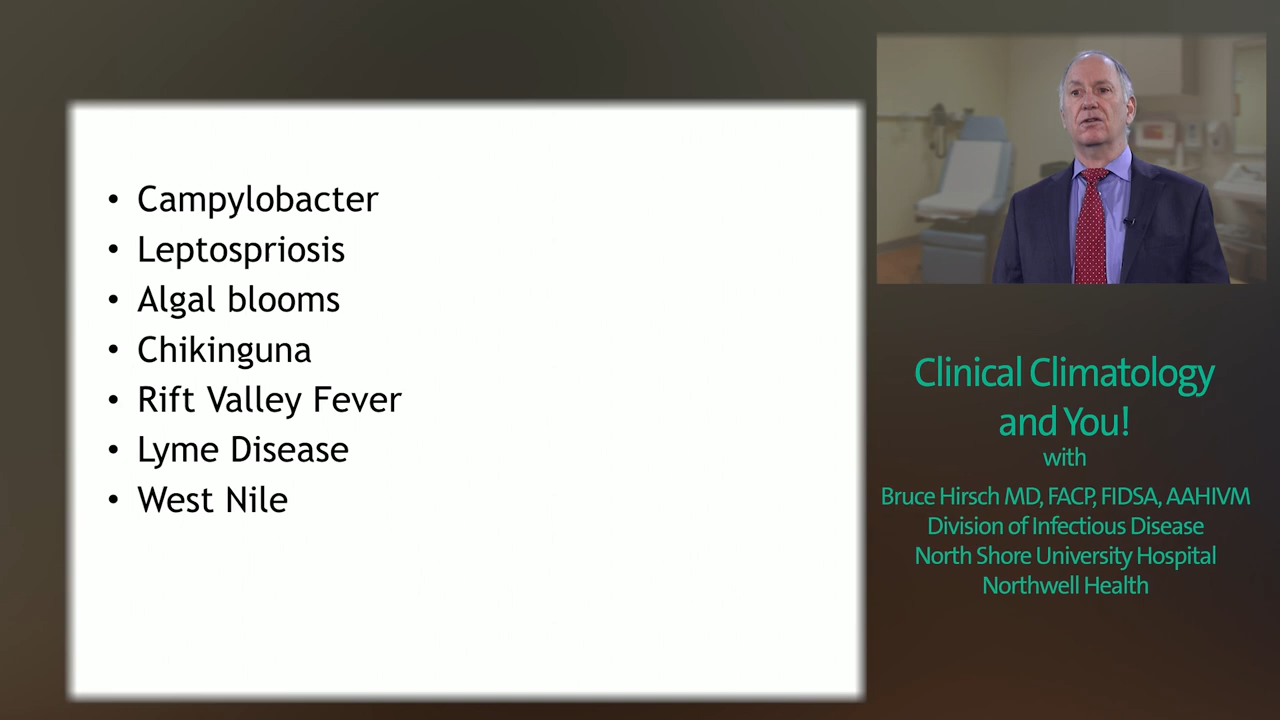 • Campylobacter
• Leptospriosis
• Algal blooms
• Chikinguna
• Rift Valley Fever
• Lyme Disease
• West Nile
Clinical Climatology
and You!
with
Bruce Hirsch MD, FACP, FIDSA, AAHIVM
Division of Infectious Disease
North Shore University Hospital
Northwell Health